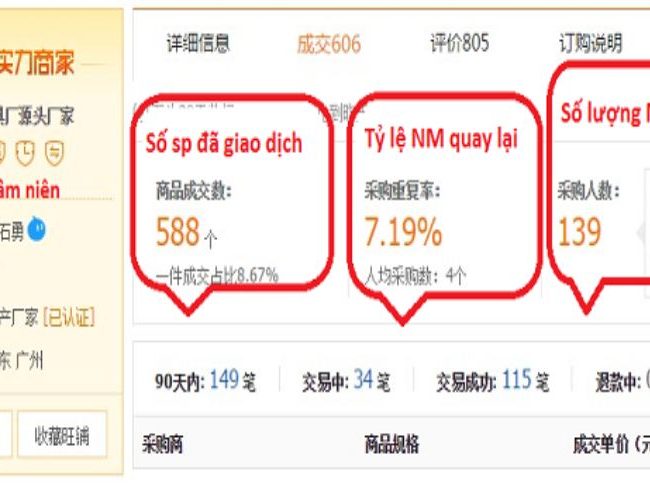 实力商家
源头厂家
âm niên
石勇
产厂家 [已认证]
东 广州
收藏旺铺
详细信息
成交606
评价805
订购说明
Số sp đã giao dịch
商品成交数:
588 个
一件成交占比8.67%
Tỷ lệ NM quay lại
采购重复率:
7.19%
人均采购数: 4个
Số lượng
采购人数:
139
90天内: 149 笔
交易中: 34 笔
交易成功: 115 笔
退款中:
采购商
商品规格
成交单价 (元